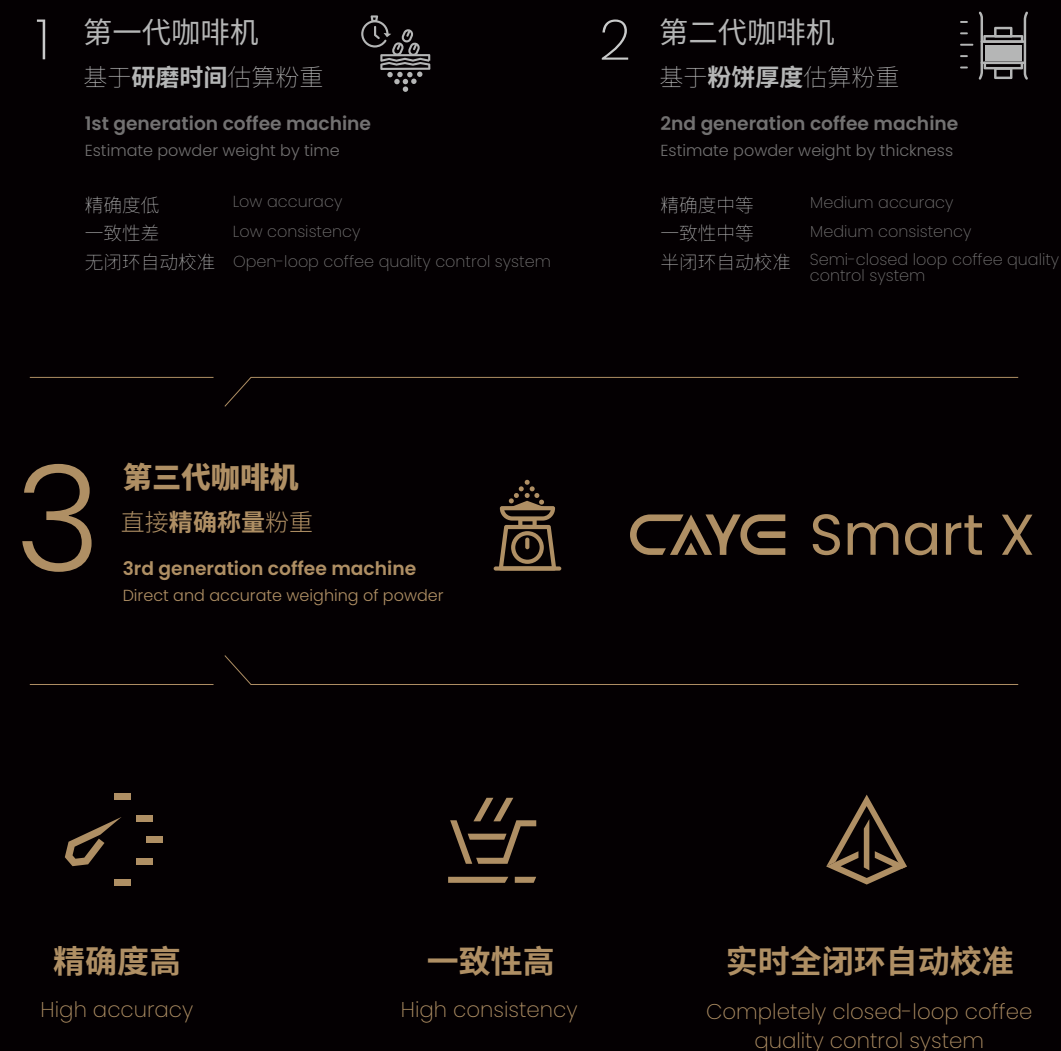 1
第一代咖啡机
基于研磨时间估算粉重
1st generation coffee machine
Estimate powder weight by time
精确度低 Low accuracy
一致性差 Low consistency
无闭环自动校准 Open-loop coffee quality control system
2
第二代咖啡机
基于粉饼厚度估算粉重
2nd generation coffee machine
Estimate powder weight by thickness
精确度中等 Medium accuracy
一致性中等 Medium consistency
半闭环自动校准 Semi-closed loop coffee quality
control system
3
第三代咖啡机
直接精确称量粉重
3rd generation coffee machine
Direct and accurate weighing of powder
CAYE Smart X
精确度高
High accuracy
一致性高
High consistency
实时全闭环自动校准
Completely closed-loop coffee
quality control system